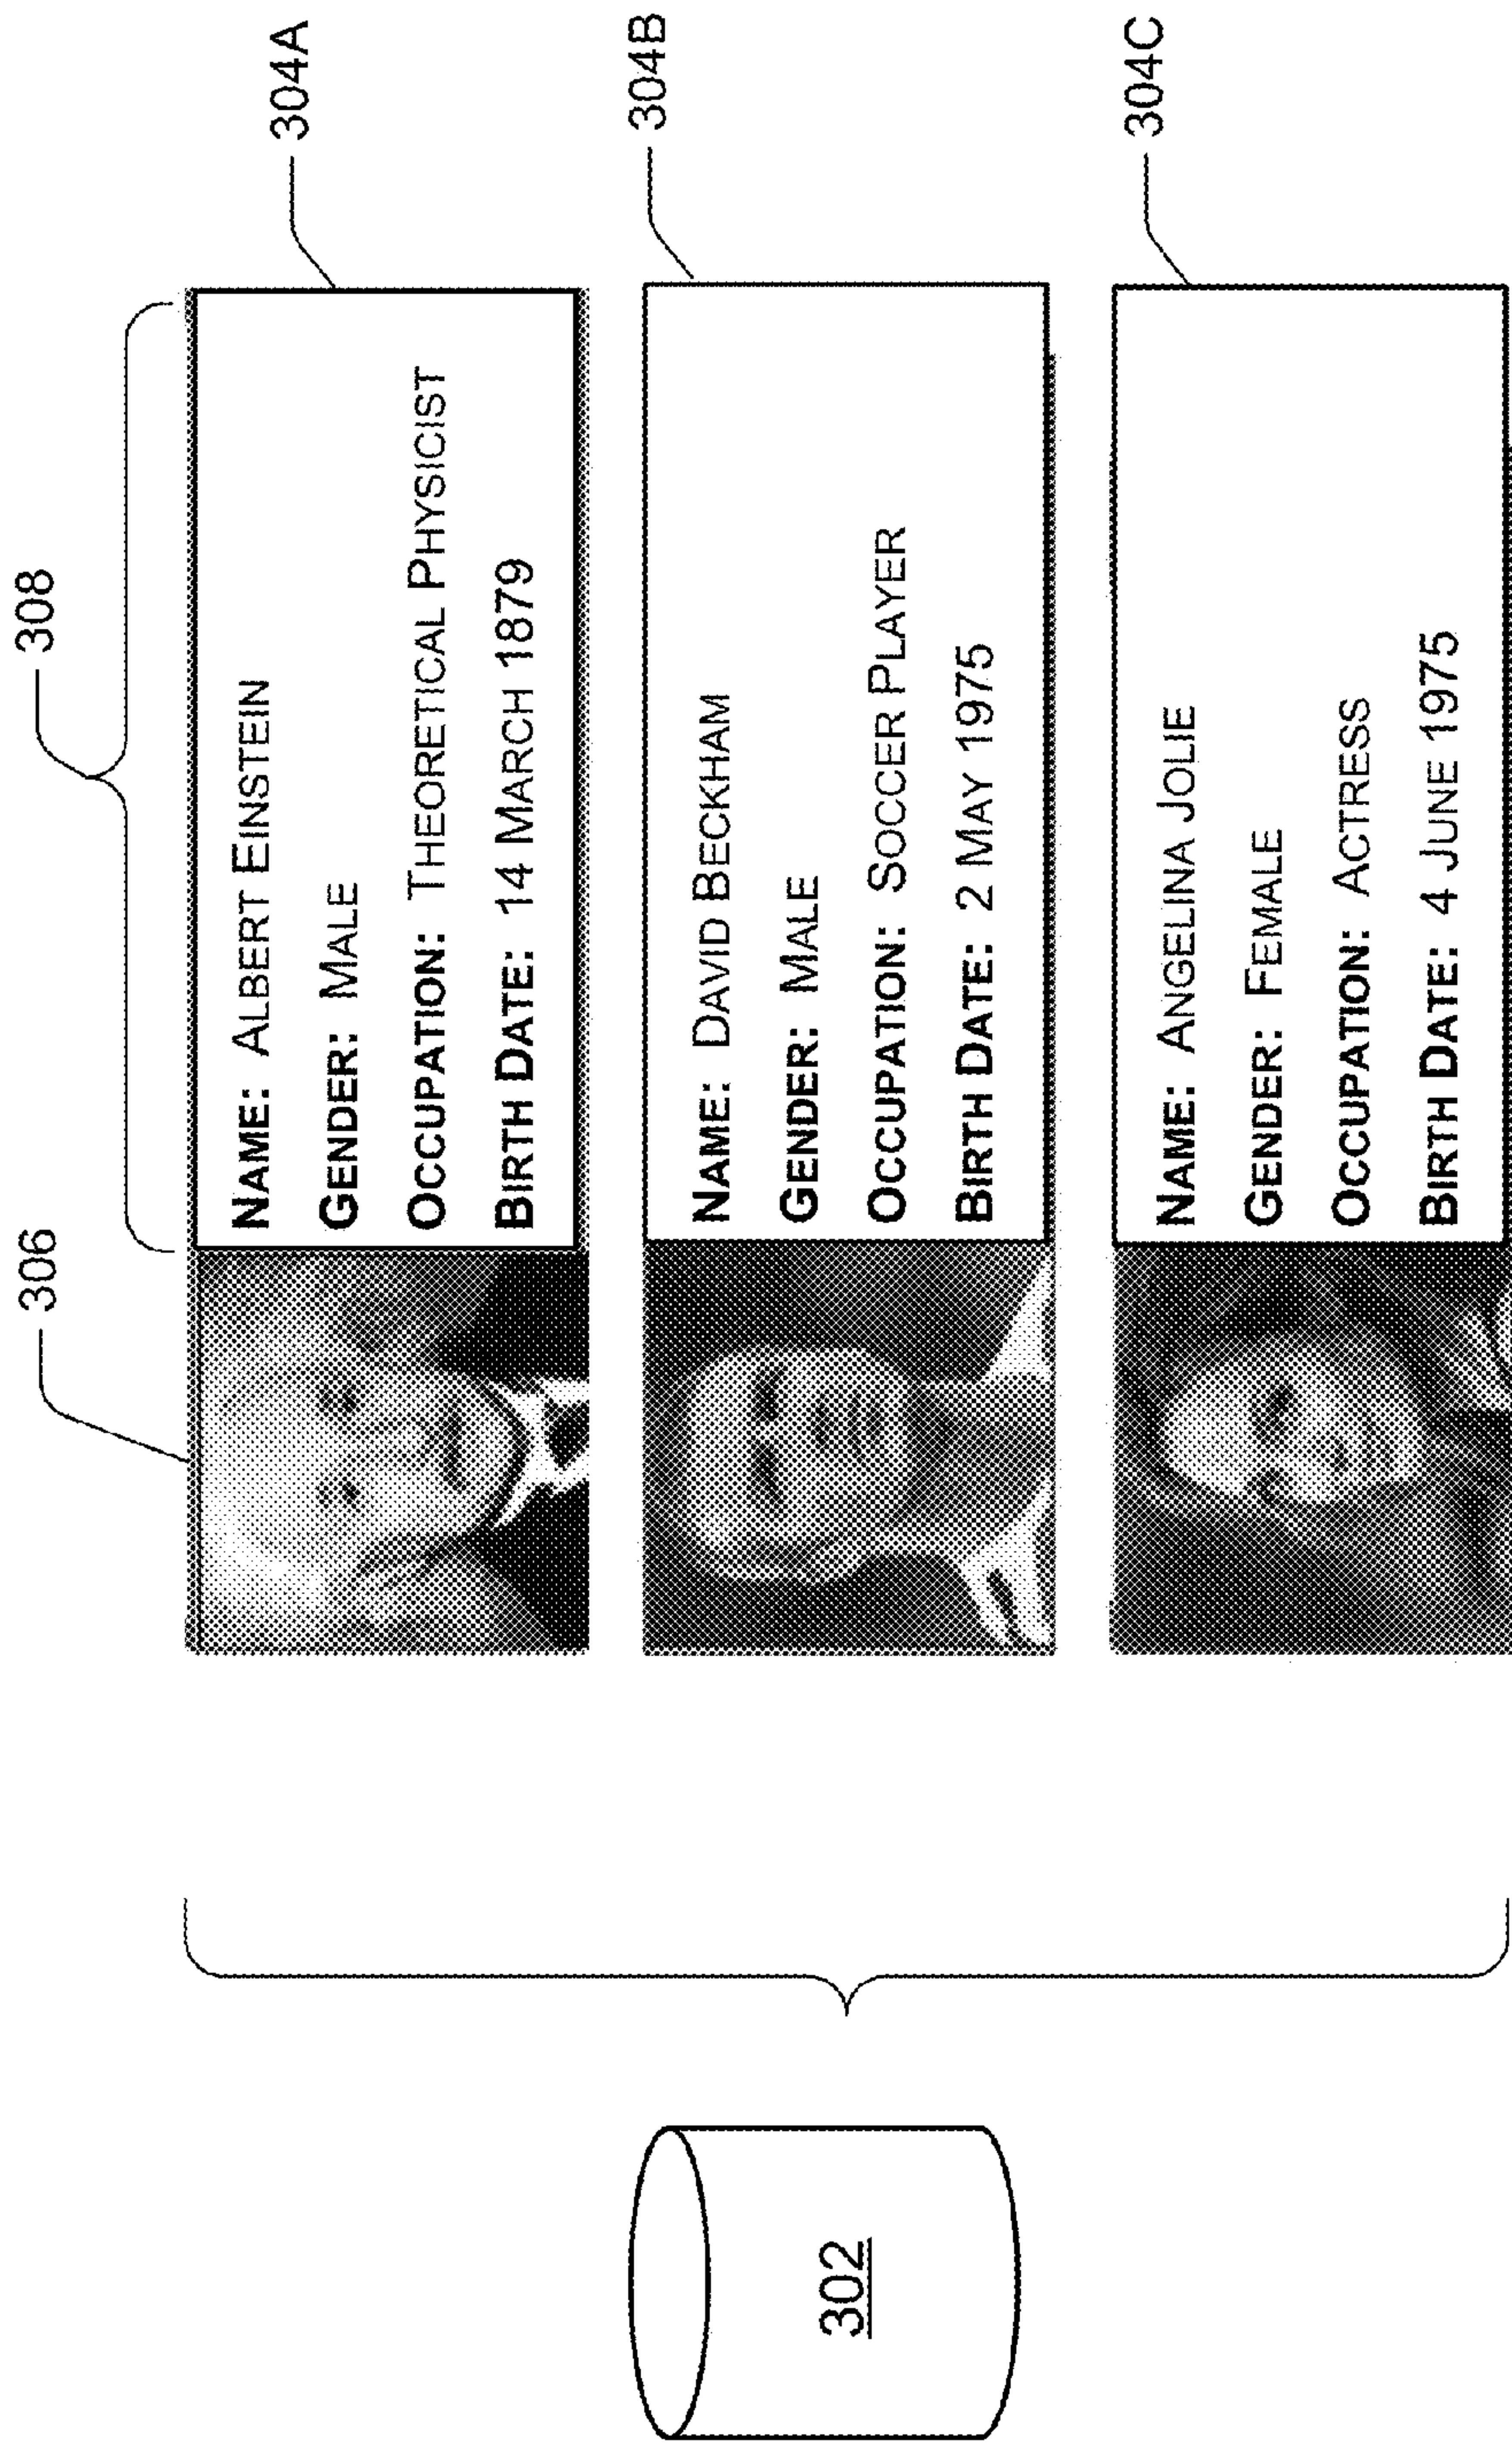 308
306
304A
NAME: ALBERT EINSTEIN
GENDER: MALE
OCCUPATION: THEORETICAL PHYSICIST
BIRTH DATE: 14 MARCH 1879
304B
NAME: DAVID BECKHAM
GENDER: MALE
OCCUPATION: SOCCER PLAYER
BIRTH DATE: 2 MAY 1975
302
304C
NAME: ANGELINA JOLIE
GENDER: FEMALE
OCCUPATION: ACTRESS
BIRTH DATE: 4 JUNE 1975